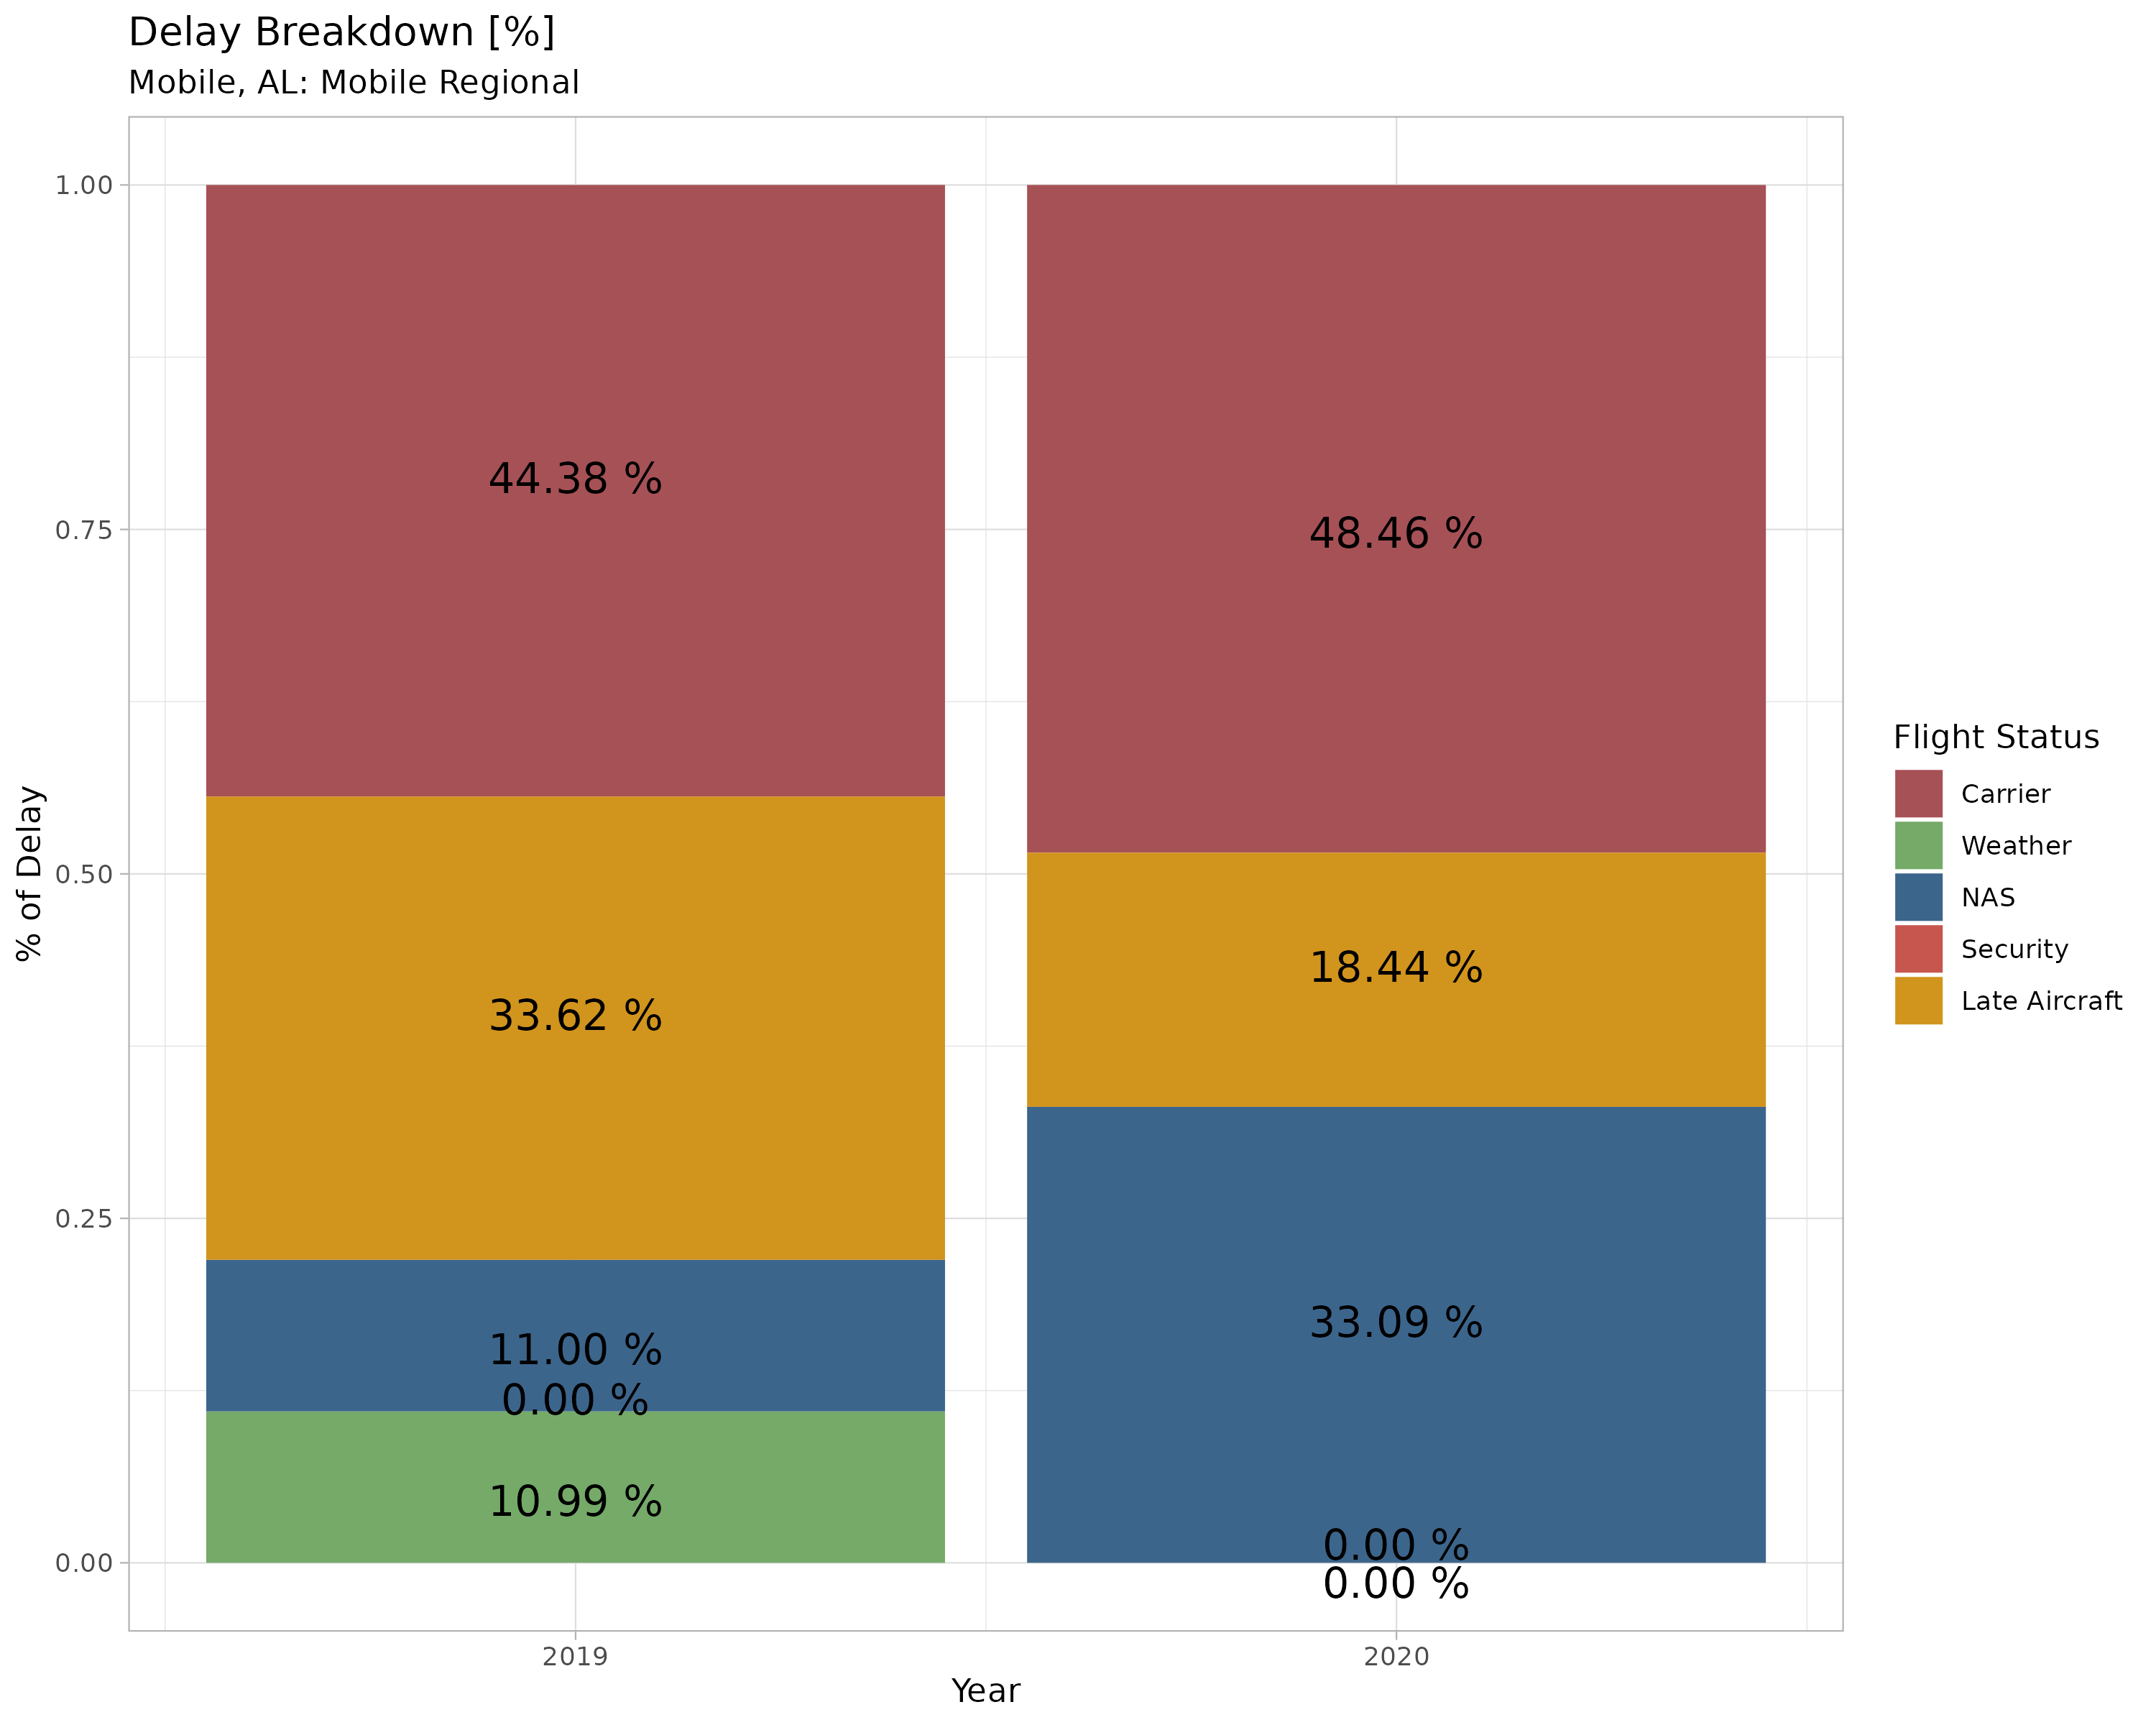 Delay Breakdown [%]
Mobile, AL: Mobile Regional
% of Delay
1.00
0.75
0.50
0.25
0.00
44.38 %
33.62 %
11.00 %
0.00 %
10.99 %
48.46 %
18.44 %
33.09 %
0.00 %
0.00 %
2019
2020
Year
Flight Status
Carrier
Weather
NAS
Security
Late Aircraft